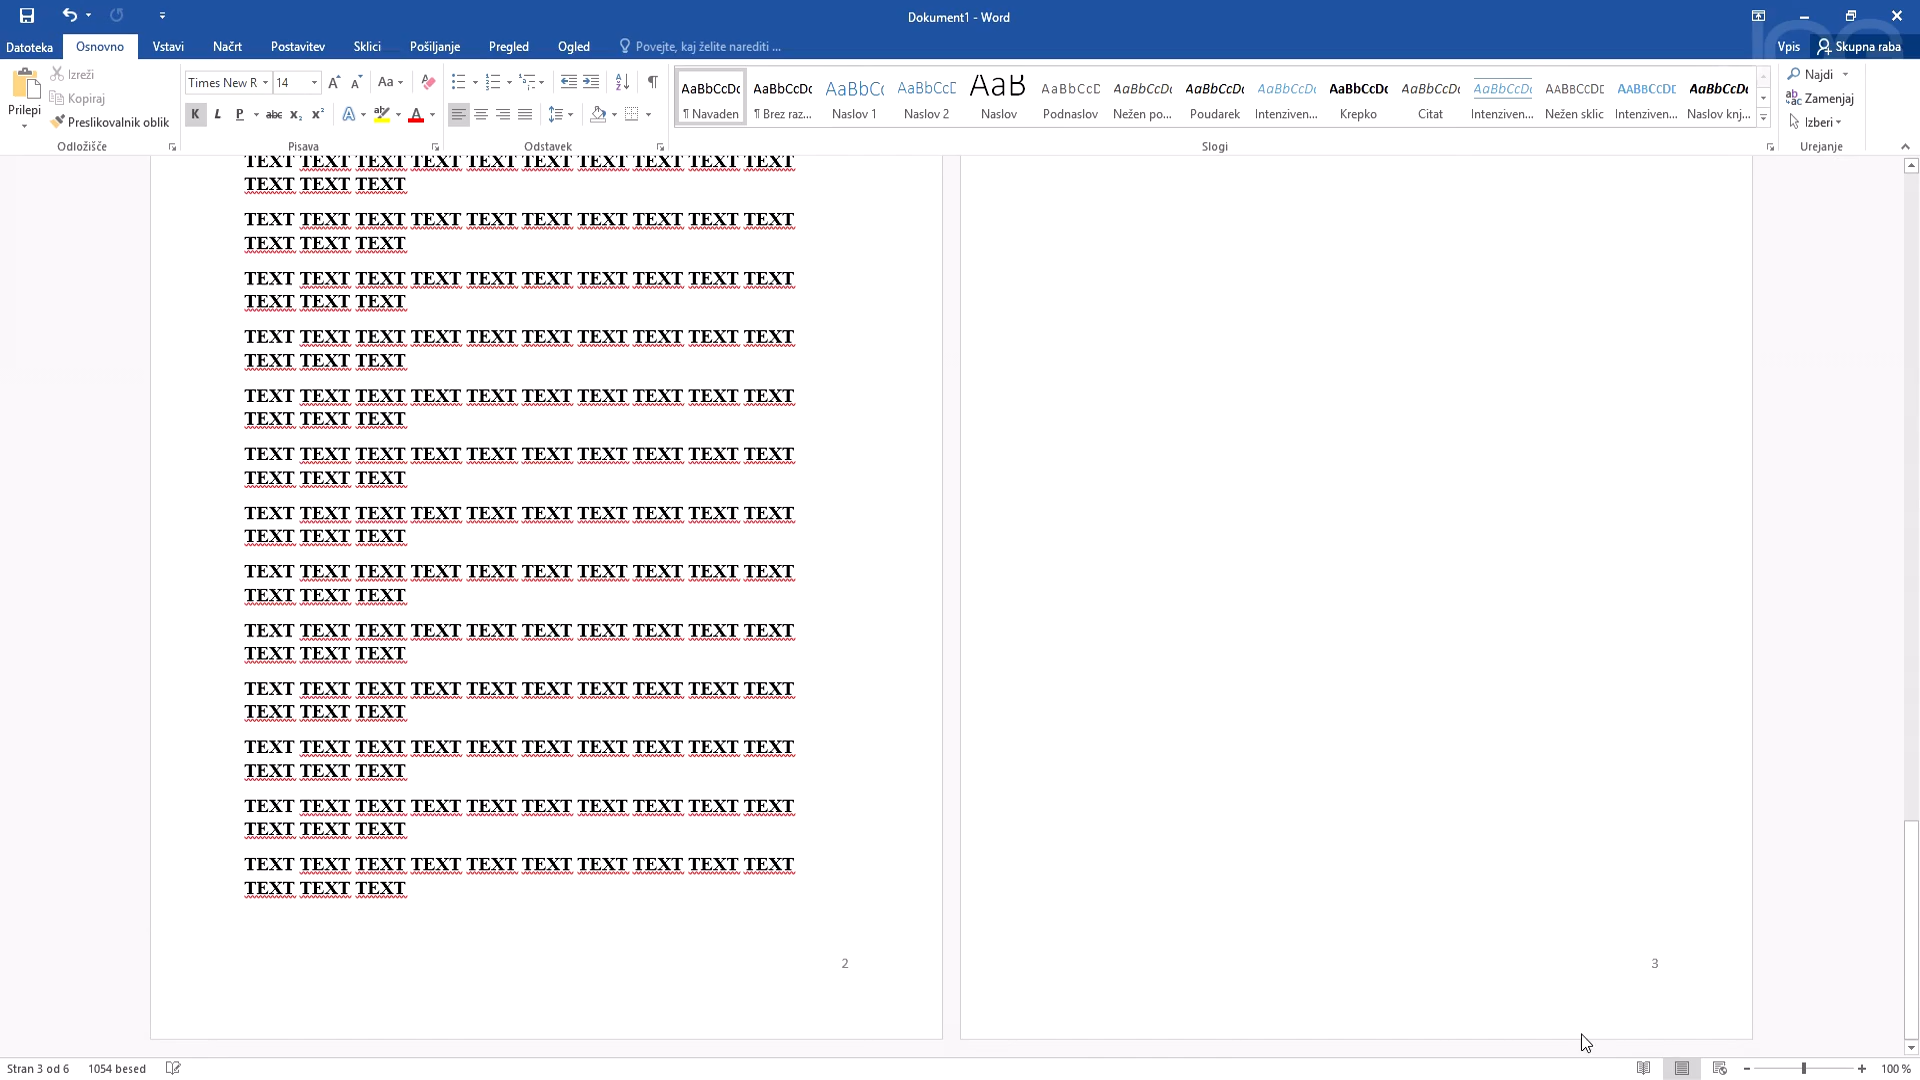 Dokument1 - Word
Datoteka Osnovno Vstavi Načrt Postavitev Sklici Pošiljanje Pregled Ogled Povejte, kaj želite narediti ... Vpis Skupna raba
Prilepi
Izreži
Kopiraj
Preslikovalnik oblik
Odložišče
Times New R 14 Aa
K L P abc x₂ x² A ab A
Pisava
Odstavek
AaBbCcDc AaBbCcDc AaBbC( AaBbCcD AaB AaBbCcD AaBbCcDc AaBbCcDc AaBbCcDc AaBbCcDc AaBbCcDc AaBbCcDc AABBCCDC AABBCCDC AaBbCcDc
¶ Navaden ¶ Brez raz... Naslov 1 Naslov 2 Naslov Podnaslov Nežen po... Poudarek Intenziven... Krepko Citat Intenziven... Nežen sklic Intenziven... Naslov knj...
Slogi
Najdi
Zamenjaj
Izberi
Urejanje
TEXT TEXT TEXT TEXT TEXT TEXT TEXT TEXT TEXT TEXT
TEXT TEXT TEXT
TEXT TEXT TEXT TEXT TEXT TEXT TEXT TEXT TEXT TEXT
TEXT TEXT TEXT
TEXT TEXT TEXT TEXT TEXT TEXT TEXT TEXT TEXT TEXT
TEXT TEXT TEXT
TEXT TEXT TEXT TEXT TEXT TEXT TEXT TEXT TEXT TEXT
TEXT TEXT TEXT
TEXT TEXT TEXT TEXT TEXT TEXT TEXT TEXT TEXT TEXT
TEXT TEXT TEXT
TEXT TEXT TEXT TEXT TEXT TEXT TEXT TEXT TEXT TEXT
TEXT TEXT TEXT
TEXT TEXT TEXT TEXT TEXT TEXT TEXT TEXT TEXT TEXT
TEXT TEXT TEXT
TEXT TEXT TEXT TEXT TEXT TEXT TEXT TEXT TEXT TEXT
TEXT TEXT TEXT
TEXT TEXT TEXT TEXT TEXT TEXT TEXT TEXT TEXT TEXT
TEXT TEXT TEXT
TEXT TEXT TEXT TEXT TEXT TEXT TEXT TEXT TEXT TEXT
TEXT TEXT TEXT
TEXT TEXT TEXT TEXT TEXT TEXT TEXT TEXT TEXT TEXT
TEXT TEXT TEXT
TEXT TEXT TEXT TEXT TEXT TEXT TEXT TEXT TEXT TEXT
TEXT TEXT TEXT
TEXT TEXT TEXT TEXT TEXT TEXT TEXT TEXT TEXT TEXT
TEXT TEXT TEXT
2
3
Stran 3 od 6 1054 besed 100 %